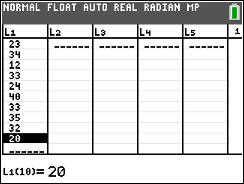 NORMAL FLOAT AUTO REAL RADIAN MP
L1 L2 L3 L4 L5 1
23 ------ ------ ------ ------
34
12
33
24
40
33
35
32
20
------
L1(10)=20